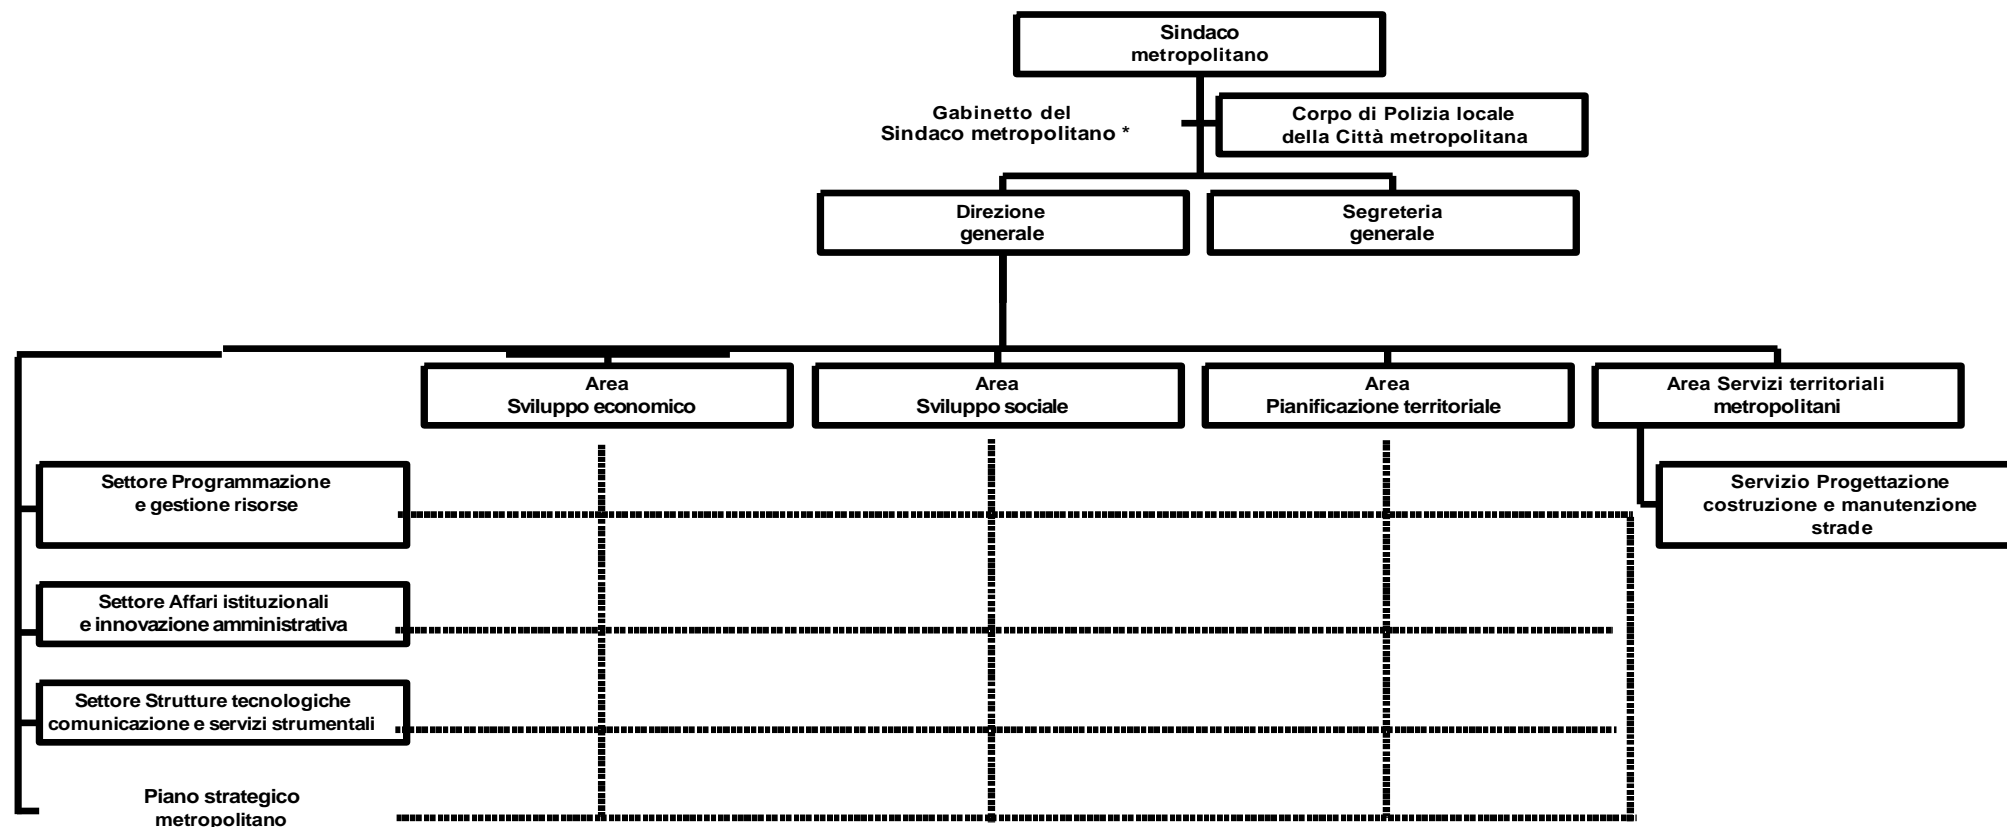 Sindaco
metropolitano
Gabinetto del
Sindaco metropolitano *
Corpo di Polizia locale
della Città metropolitana
Direzione
generale
Segreteria
generale
Area
Sviluppo economico
Area
Sviluppo sociale
Area
Pianificazione territoriale
Area Servizi territoriali
metropolitani
Settore Programmazione
e gestione risorse
Servizio Progettazione
costruzione e manutenzione
strade
Settore Affari istituzionali
e innovazione amministrativa
Settore Strutture tecnologiche
comunicazione e servizi strumentali
Piano strategico
metropolitano